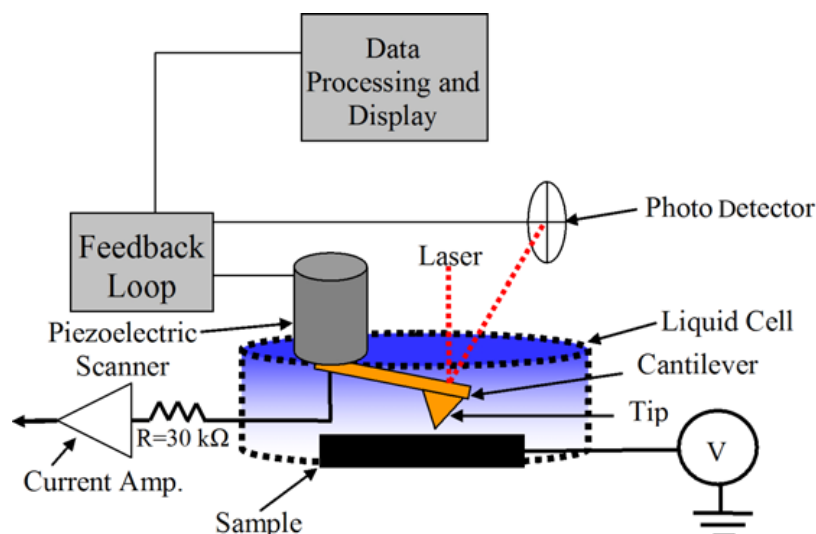 Data
Processing and
Display
Photo Detector
Feedback
Loop
Laser
Piezoelectric
Scanner
Liquid Cell
Cantilever
Tip
R=30 kΩ
Current Amp.
V
Sample